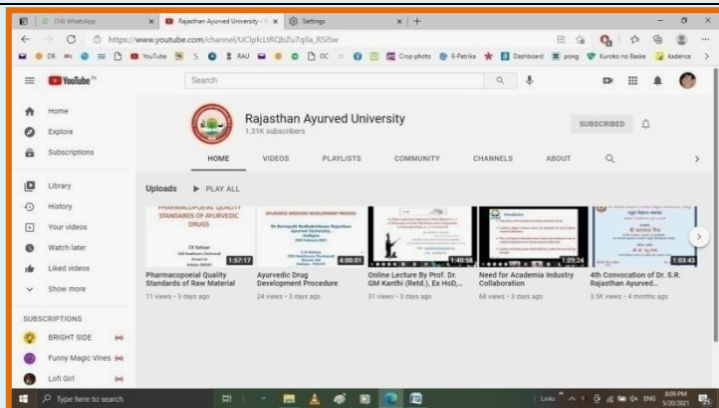 (14) WhatsApp
Rajasthan Ayurved University -
Settings
https://www.youtube.com/channel/
YouTube
RAU
Crop photo
E-Patrika
Dashboard
pong
Kuroko no Baske
kadence
YouTube IN
Search
Home
Explore
Subscriptions
Library
History
Your videos
Watch later
Liked videos
Show more
SUBSCRIPTIONS
BRIGHT SIDE
Funny Magic Vines
Lofi Girl
Rajasthan Ayurved University
1.31K subscribers
SUBSCRIBED
HOME VIDEOS PLAYLISTS COMMUNITY CHANNELS ABOUT
Uploads PLAY ALL
PHARMACOPOEIAL QUALITY
STANDARDS OF AYURVEDIC
DRUGS
CR Katiyar
1:57:17
AYURVEDIC MEDICINE DEVELOPMENT PROCESS
4:00:01
1:40:58
Introduction
1:09:24
1:03:43
Pharmacopoeial Quality
Standards of Raw Material
11 views • 3 days ago
Ayurvedic Drug
Development Procedure
24 views • 3 days ago
Online Lecture By Prof. Dr.
GM Kanthi (Retd.), Ex HoD,...
31 views • 3 days ago
Need for Academia Industry
Collaboration
68 views • 3 days ago
4th Convocation of Dr. S.R.
Rajasthan Ayurved...
3.5K views • 4 months ago
Type here to search
Links
ENG
8:09 PM
5/20/2021